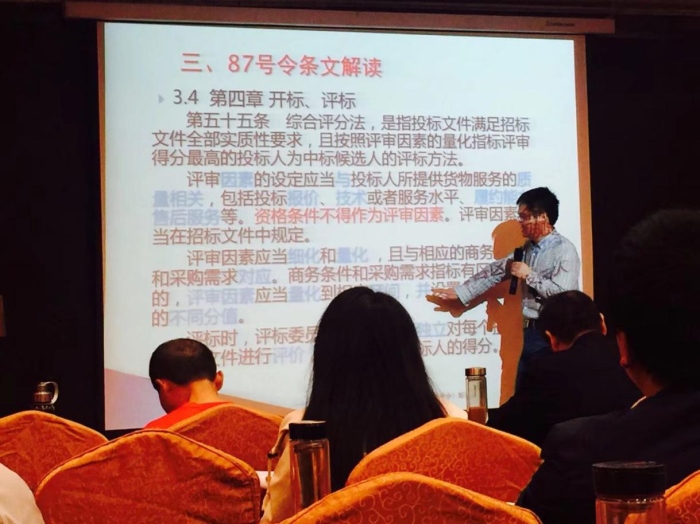 三、87号令条文解读
3.4 第四章 开标、评标
第五十五条 综合评分法，是指投标文件满足招标
文件全部实质性要求，且按照评审因素的量化指标评审
得分最高的投标人为中标候选人的评标方法。
评审因素的设定应当与投标人所提供货物服务的质
量相关，包括投标报价、技术或者服务水平、履约能
售后服务等。资格条件不得作为评审因素。评审因素
当在招标文件中规定。
评审因素应当细化和量化，且与相应的商务
和采购需求对应。商务条件和采购需求指标有区 人
的，评审因素应当量化到相 间，并设置
的不同分值。
评标时，评标委员 独立对每个
文件进行评价 标人的得分。